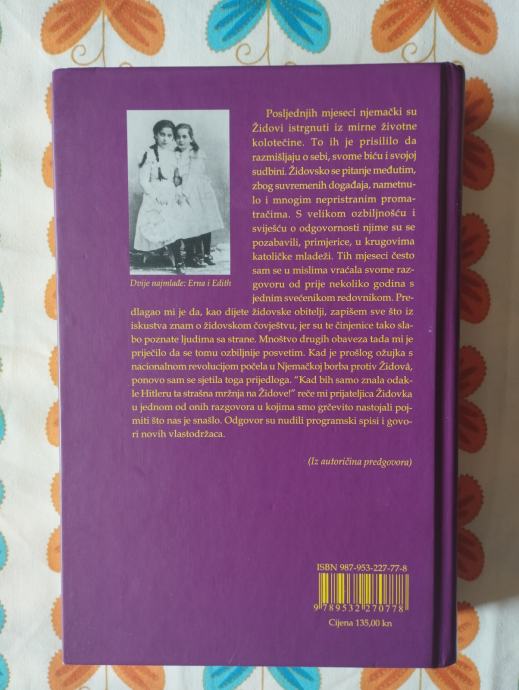 Posljednjih mjeseci njemački su
Židovi istrgnuti iz mirne životne
kolotečine. To ih je prisililo da
razmišljaju o sebi, svome biću i svojoj
sudbini. Židovsko se pitanje međutim,
zbog suvremenih događaja, nametnu-
lo i mnogim nepristranim proma-
tračima. S velikom ozbiljnošću i
sviješću o odgovornosti njime su se
pozabavili, primjerice, u krugovima
katoličke mladeži. Tih mjeseci često
sam se u mislima vraćala svome raz-
govoru od prije nekoliko godina s
jednim svećenikom redovnikom. Pre-
dlagao mi je da, kao dijete židovske obitelji, zapišem sve što iz
iskustva znam o židovskom čovještvu, jer su te činjenice tako sla-
bo poznate ljudima sa strane. Mnoštvo drugih obaveza tada mi je
priječilo da se tomu ozbiljnije posvetim. Kad je prošlog ožujka s
nacionalnom revolucijom počela u Njemačkoj borba protiv Židovâ,
ponovo sam se sjetila toga prijedloga. "Kad bih samo znala odak-
le Hitleru ta strašna mržnja na Židove!" reče mi prijateljica Židovka
u jednom od onih razgovora u kojima smo grčevito nastojali poj-
miti što nas je snašlo. Odgovor su nudili programski spisi i govo-
ri novih vlastodržaca.
(Iz autoričina predgovora)
Dvije najmlađe: Erna i Edith
ISBN 987-953-227-77-8
9 789532 270778
Cijena 135,00 kn